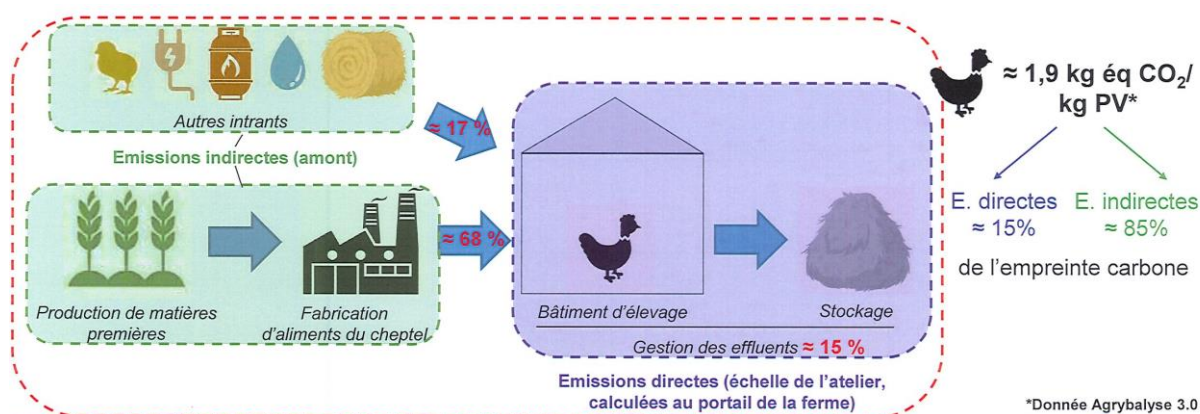 Autres intrants
Emissions indirectes (amont)
≈ 17 %
Production de matières
premières
Fabrication
d'aliments du cheptel
≈ 68 %
Bâtiment d'élevage
Stockage
Gestion des effluents ≈ 15 %
Emissions directes (échelle de l'atelier,
calculées au portail de la ferme)
≈ 1,9 kg éq CO₂/
kg PV*
E. directes
≈ 15%
E. indirectes
≈ 85%
de l'empreinte carbone
*Donnée Agrybalyse 3.0